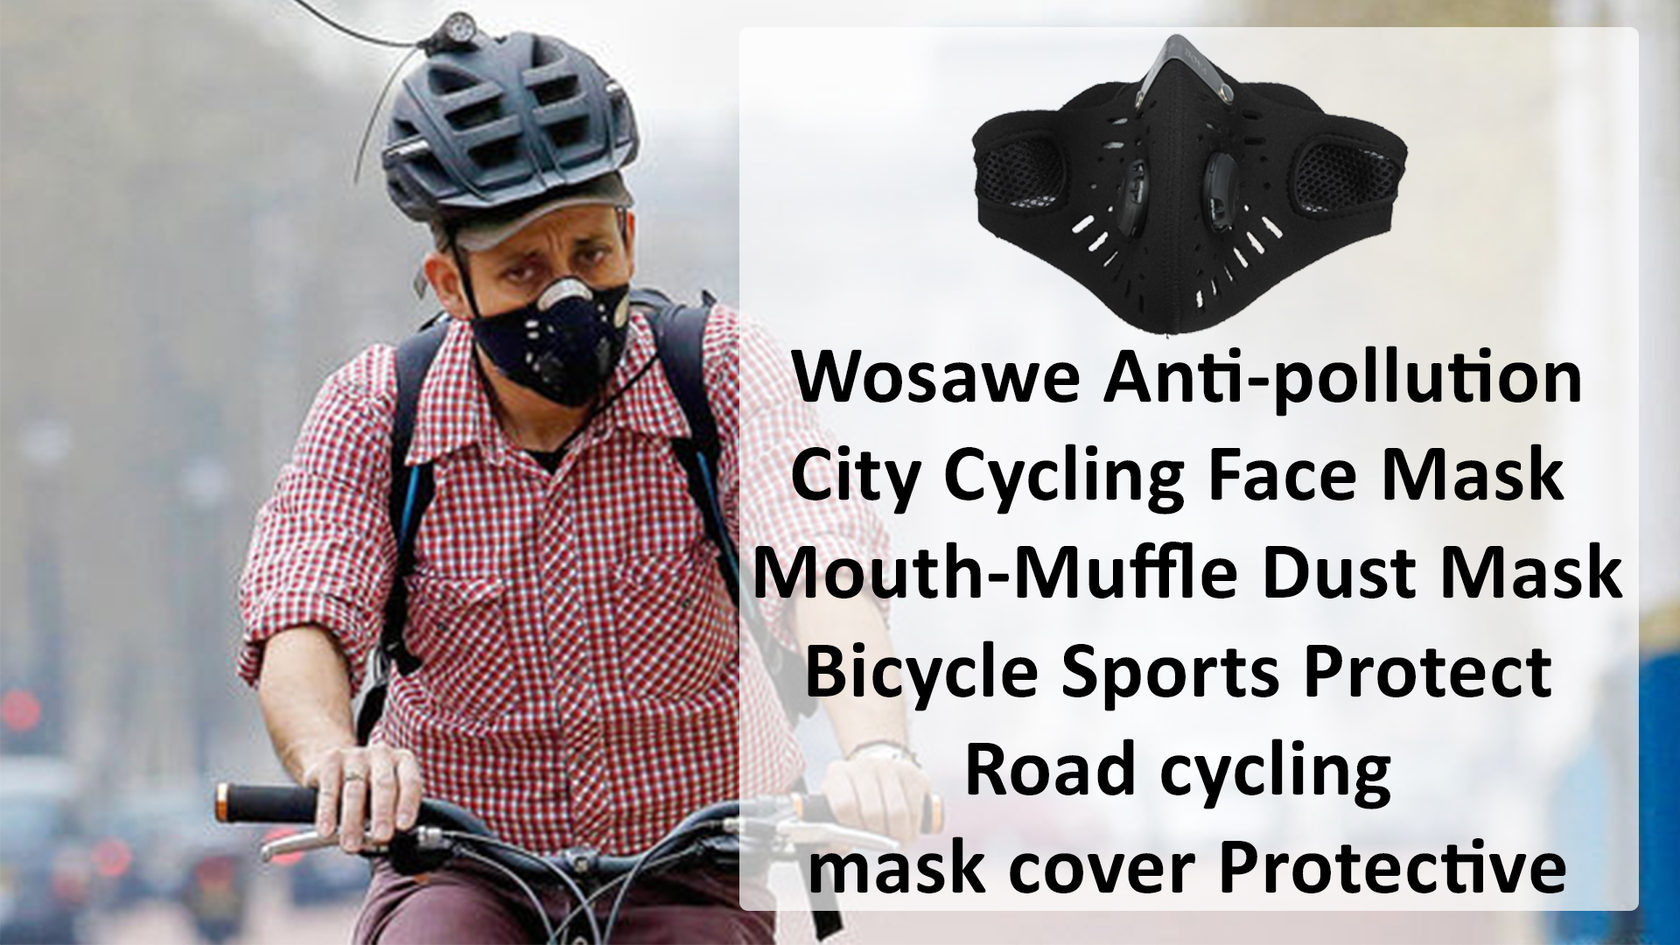 Wosawe Anti-pollution
City Cycling Face Mask
Mouth-Muffle Dust Mask
Bicycle Sports Protect
Road cycling
mask cover Protective